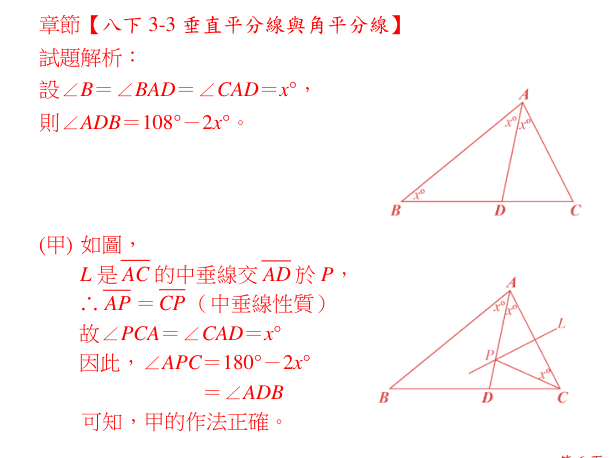 章節【八下 3-3 垂直平分線與角平分線】
試題解析：
設∠B＝∠BAD＝∠CAD＝x°，
則∠ADB＝108°－2x°。
A
x°
x°
x°
B
D
C
(甲) 如圖，
L 是 AC 的中垂線交 AD 於 P，
∴ AP ＝ CP（中垂線性質）
故∠PCA＝∠CAD＝x°
因此，∠APC＝180°－2x°
＝∠ADB
可知，甲的作法正確。
A
x°
x°
L
P
x°
B
D
C